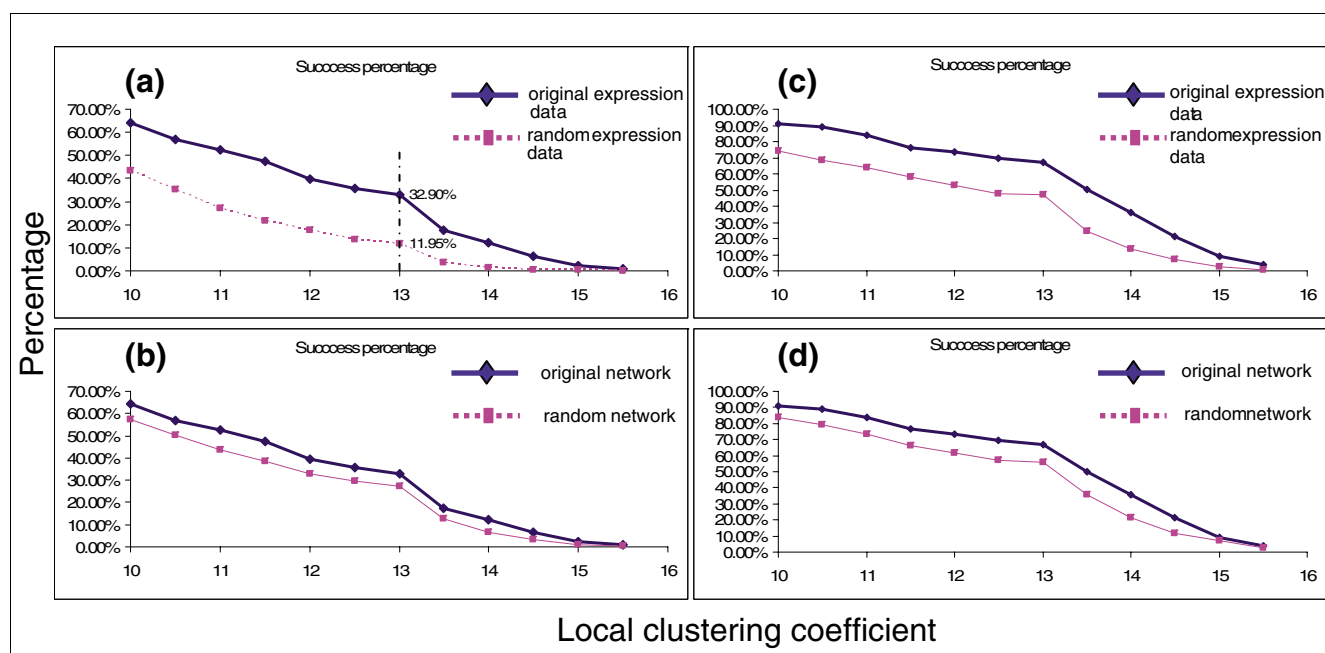 Percentage
(a)
Success percentage
original expression
data
random expression
data
70.00%
60.00%
50.00%
40.00%
30.00%
20.00%
10.00%
0.00%
32.90%
11.95%
10 11 12 13 14 15 16
(c)
Success percentage
original expression
data
randomexpression
data
100.00%
90.00%
80.00%
70.00%
60.00%
50.00%
40.00%
30.00%
20.00%
10.00%
0.00%
10 11 12 13 14 15 16
(b)
Success percentage
original network
random network
70.00%
60.00%
50.00%
40.00%
30.00%
20.00%
10.00%
0.00%
10 11 12 13 14 15 16
(d)
Success percentage
original network
randomnetwork
100.00%
90.00%
80.00%
70.00%
60.00%
50.00%
40.00%
30.00%
20.00%
10.00%
0.00%
10 11 12 13 14 15 16
Local clustering coefficient